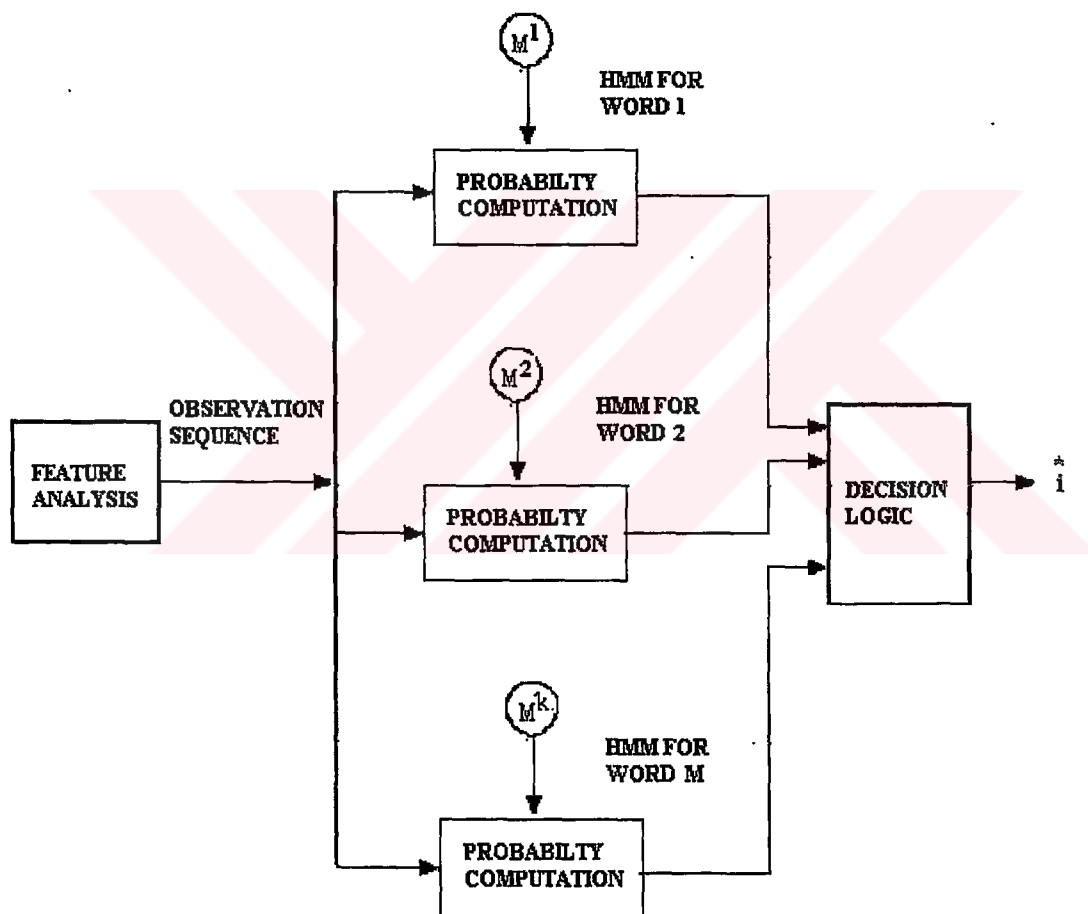 M1
HMM FOR
WORD 1
PROBABILTY
COMPUTATION
M2
HMM FOR
WORD 2
OBSERVATION
SEQUENCE
FEATURE
ANALYSIS
PROBABILTY
COMPUTATION
DECISION
LOGIC
* i
Mk
HMM FOR
WORD M
PROBABILTY
COMPUTATION